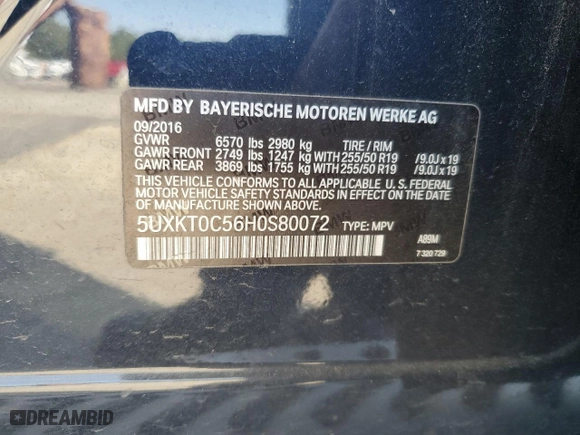 MFD BY BAYERISCHE MOTOREN WERKE AG
09/2016
GVWR 6570 lbs 2980 kg TIRE / RIM
GAWR FRONT 2749 lbs 1247 kg WITH 255/50 R19 /9.0J x 19
GAWR REAR 3869 lbs 1755 kg WITH 255/50 R19 /9.0J x 19
THIS VEHICLE CONFORMS TO ALL APPLICABLE U. S. FEDERAL
MOTOR VEHICLE SAFETY STANDARDS IN EFFECT ON THE DATE
OF MANUFACTURE SHOWN ABOVE.
5UXKT0C56H0S80072 TYPE: MPV
A89M
7 320 729
DREAMBID